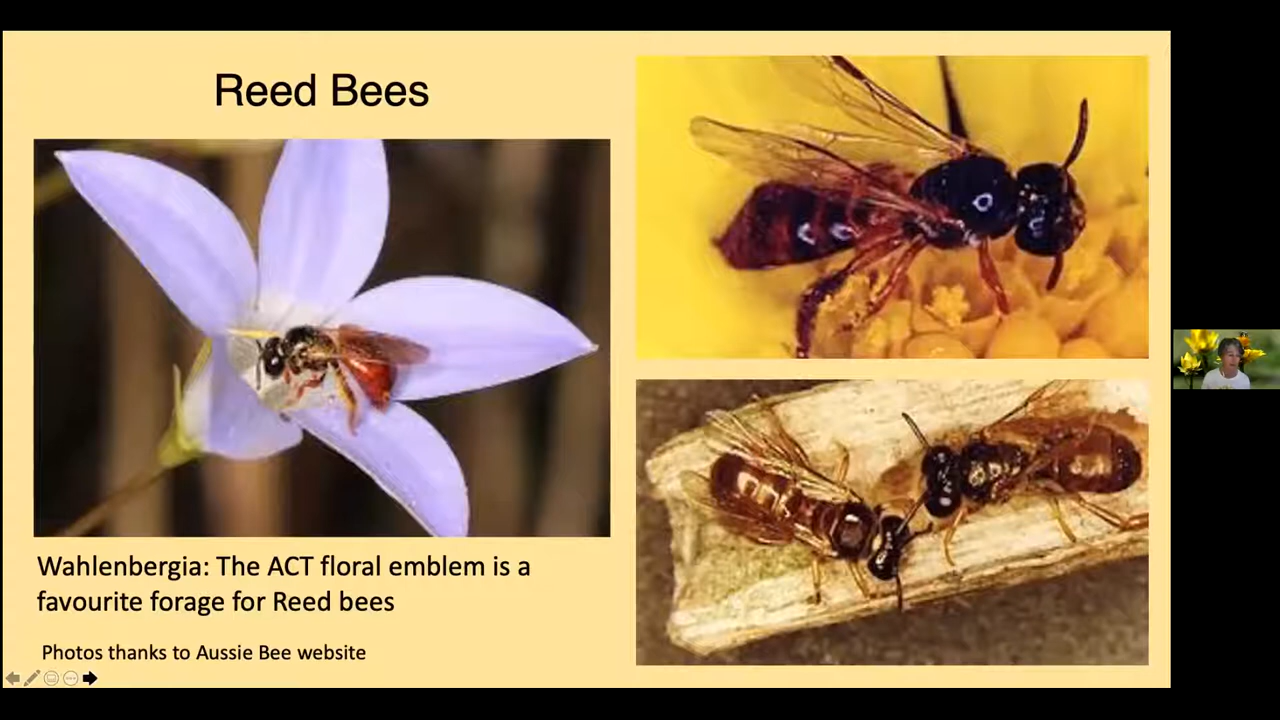 Reed Bees
Wahlenbergia: The ACT floral emblem is a
favourite forage for Reed bees
Photos thanks to Aussie Bee website